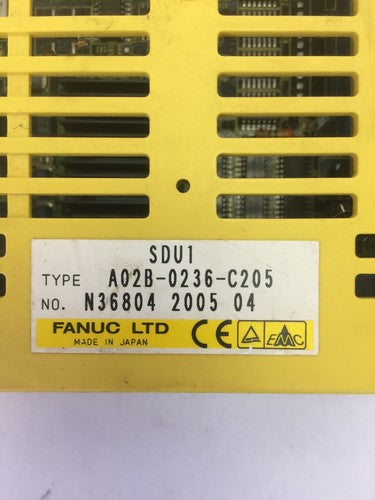 SDU1
TYPE A02B-0236-C205
NO. N36804 2005 04
FANUC LTD CE EMC
MADE IN JAPAN